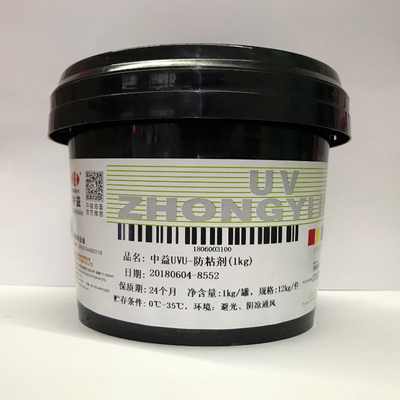 UV
ZHONGYI
1806003100
品名:中益UVU-防粘剂(1kg)
日期:20180604-8552
保质期:24个月 净含量:1kg/罐,规格:12kg/件
贮存条件:0℃-35℃,环境:避光、阴凉通风